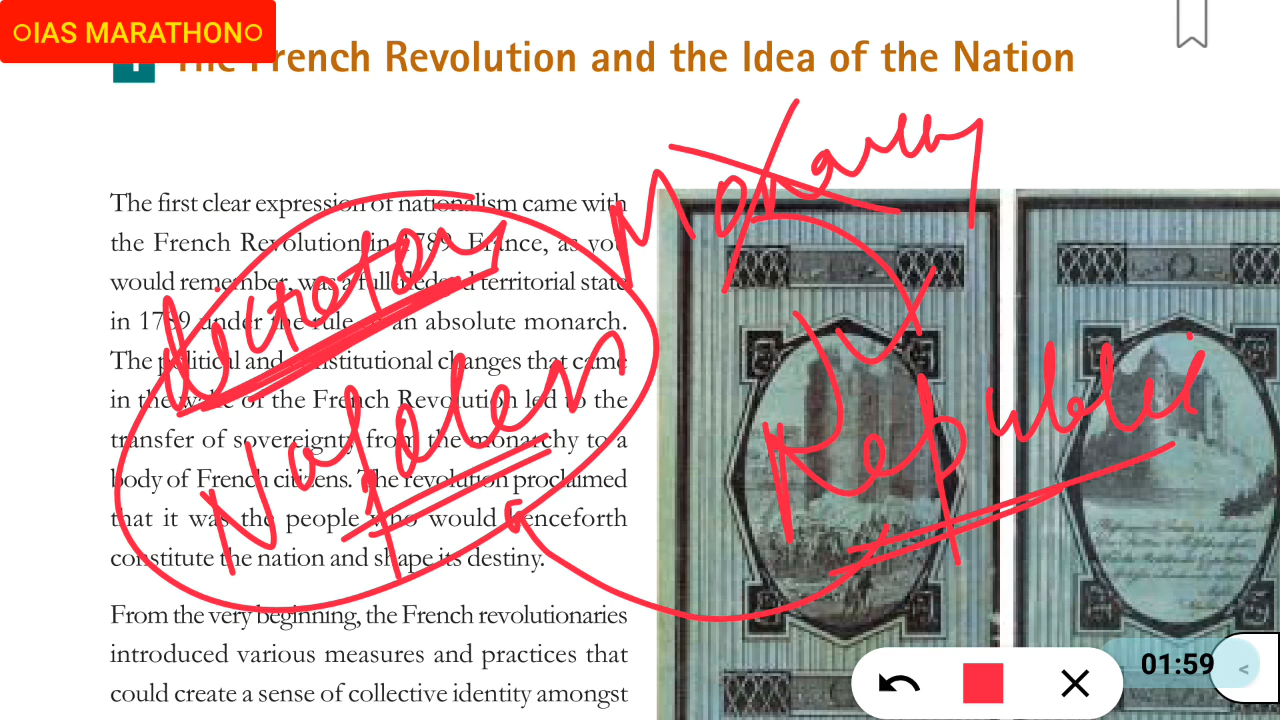 ○IAS MARATHON○
1 The French Revolution and the Idea of the Nation
Monarchy
The first clear expression of nationalism came with
the French Revolution in 1789. France, as you
would remember, was a full-fledged territorial state
in 1789 under the rule of an absolute monarch.
The political and constitutional changes that came
in the wake of the French Revolution led to the
transfer of sovereignty from the monarchy to a
body of French citizens. The revolution proclaimed
that it was the people who would henceforth
constitute the nation and shape its destiny.
Napoleon
Republic
From the very beginning, the French revolutionaries
introduced various measures and practices that
could create a sense of collective identity amongst
01:59
<